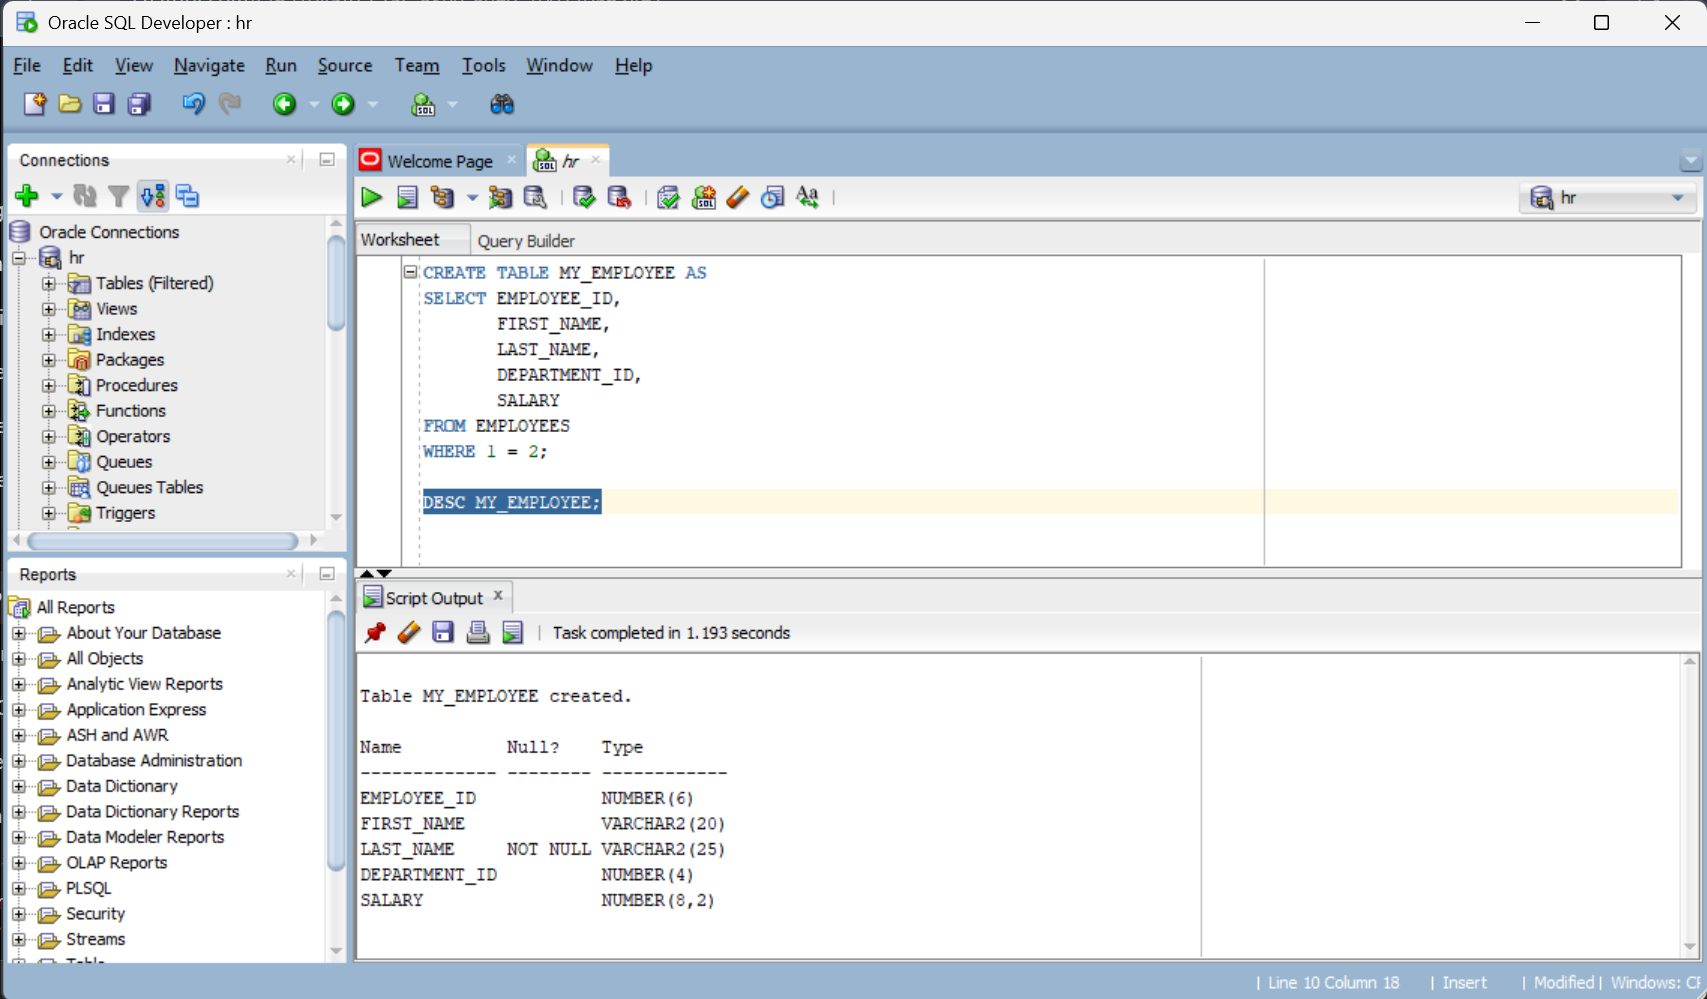 Oracle SQL Developer : hr
File Edit View Navigate Run Source Team Tools Window Help
Connections
Oracle Connections
hr
Tables (Filtered)
Views
Indexes
Packages
Procedures
Functions
Operators
Queues
Queues Tables
Triggers
Reports
All Reports
About Your Database
All Objects
Analytic View Reports
Application Express
ASH and AWR
Database Administration
Data Dictionary
Data Dictionary Reports
Data Modeler Reports
OLAP Reports
PLSQL
Security
Streams
Table
Welcome Page hr
hr
Worksheet Query Builder
CREATE TABLE MY_EMPLOYEE AS
SELECT EMPLOYEE_ID,
FIRST_NAME,
LAST_NAME,
DEPARTMENT_ID,
SALARY
FROM EMPLOYEES
WHERE 1 = 2;
DESC MY_EMPLOYEE;
Script Output
Task completed in 1.193 seconds
Table MY_EMPLOYEE created.
Name Null? Type
------------- -------- ------------
EMPLOYEE_ID NUMBER(6)
FIRST_NAME VARCHAR2(20)
LAST_NAME NOT NULL VARCHAR2(25)
DEPARTMENT_ID NUMBER(4)
SALARY NUMBER(8,2)
| Line 10 Column 18 | Insert | Modified | Windows: